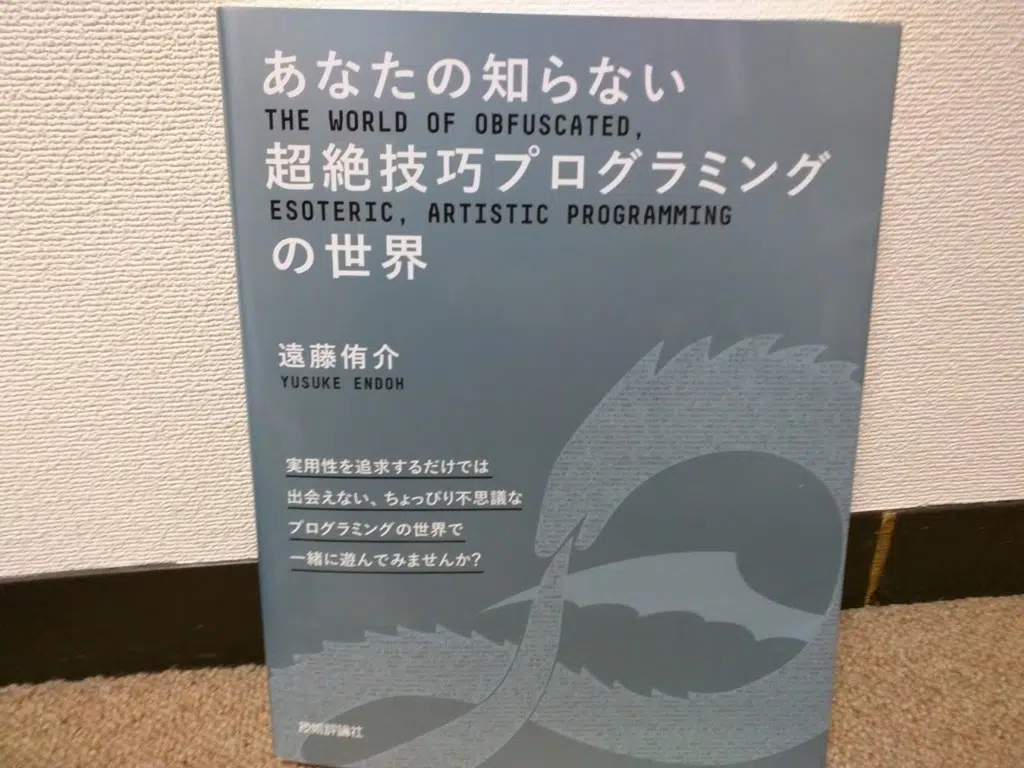 あなたの知らない
THE WORLD OF OBFUSCATED,
超絶技巧プログラミング
ESOTERIC, ARTISTIC PROGRAMMING
の世界
遠藤侑介
YUSUKE ENDOH
実用性を追求するだけでは
出会えない、ちょっぴり不思議な
プログラミングの世界で
一緒に遊んでみませんか?
技術評論社